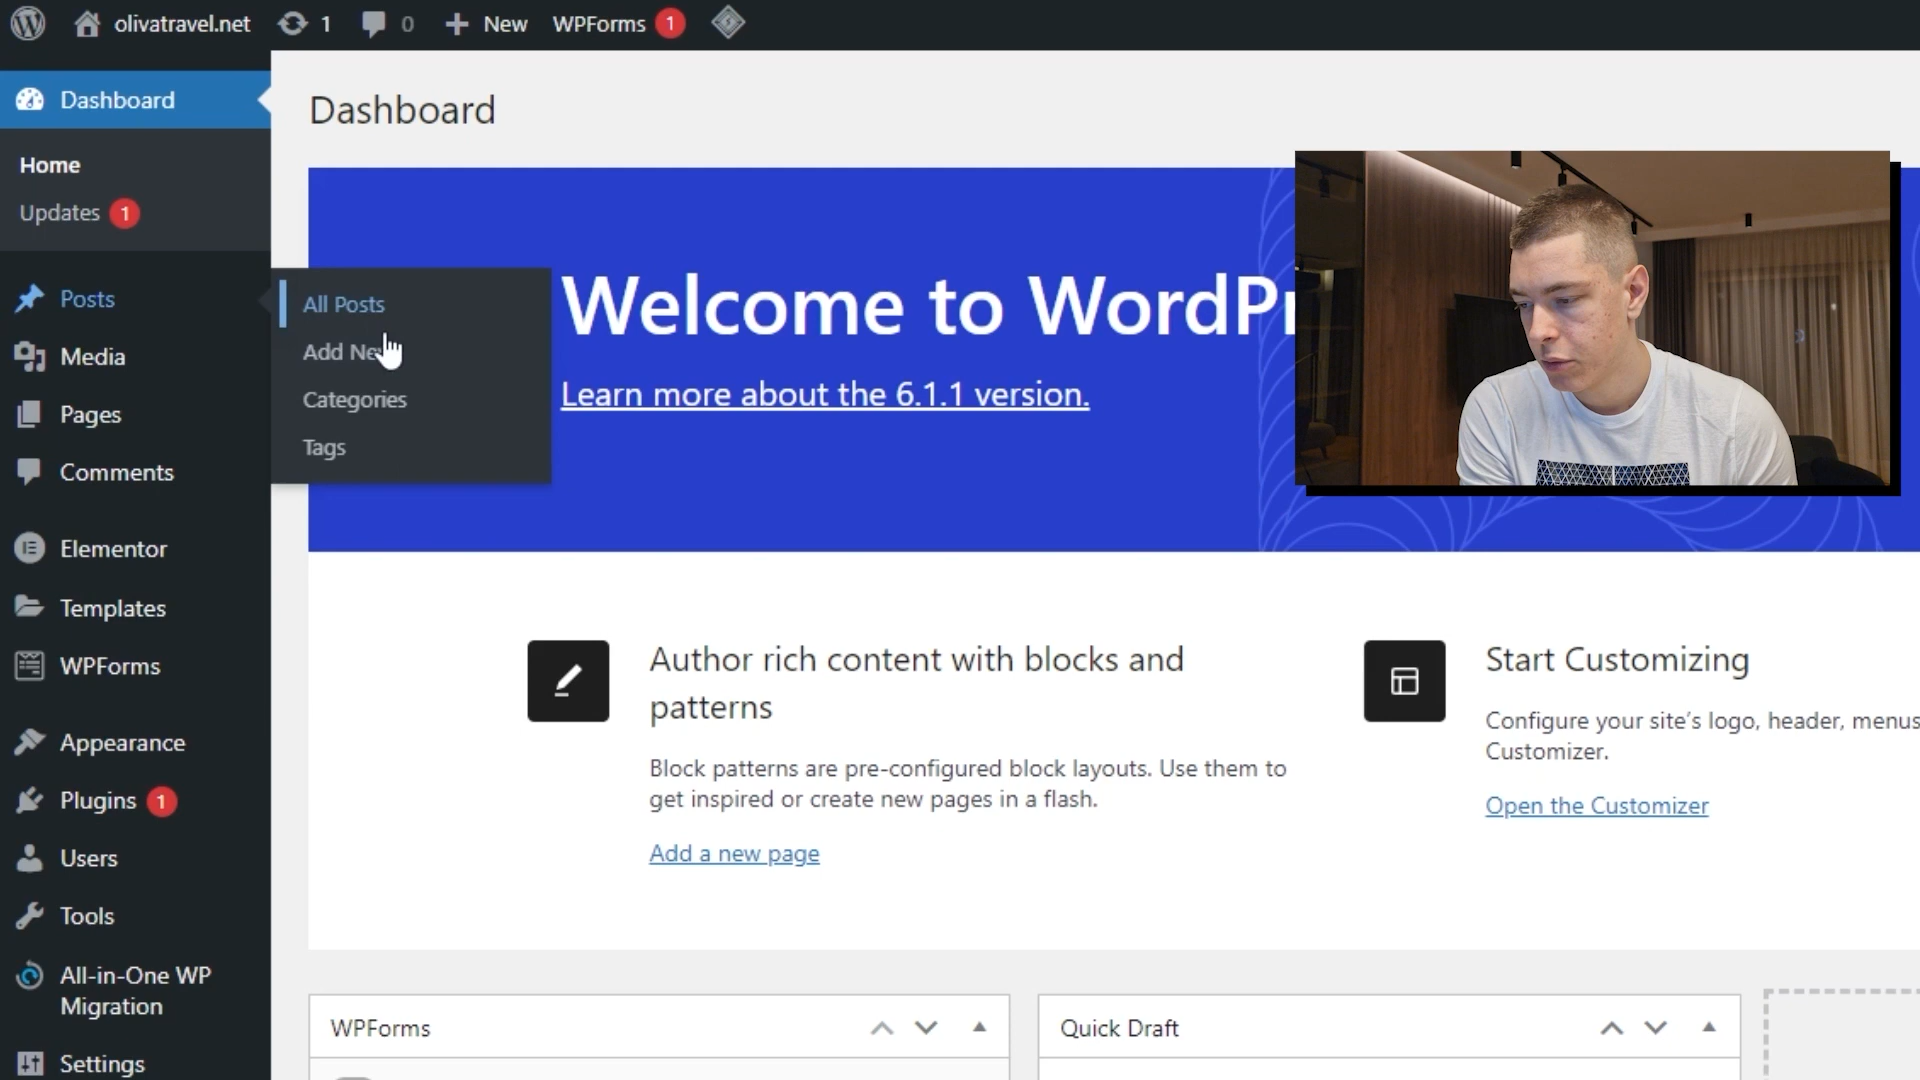 olivatravel.net
1
0
New
WPForms 1
Dashboard
Home
Updates 1
Posts
Media
Pages
Comments
Elementor
Templates
WPForms
Appearance
Plugins 1
Users
Tools
All-in-One WP
Migration
Settings
All Posts
Add
Categories
Tags
Dashboard
Welcome to
Learn more about the 6.1.1 version.
Author rich content with blocks and
patterns
Block patterns are pre-configured block layouts. Use them to
get inspired or create new pages in a flash.
Add a new page
Start Customizing
Configure your site's logo, header, menus
Customizer.
Open the Customizer
WPForms
Quick Draft